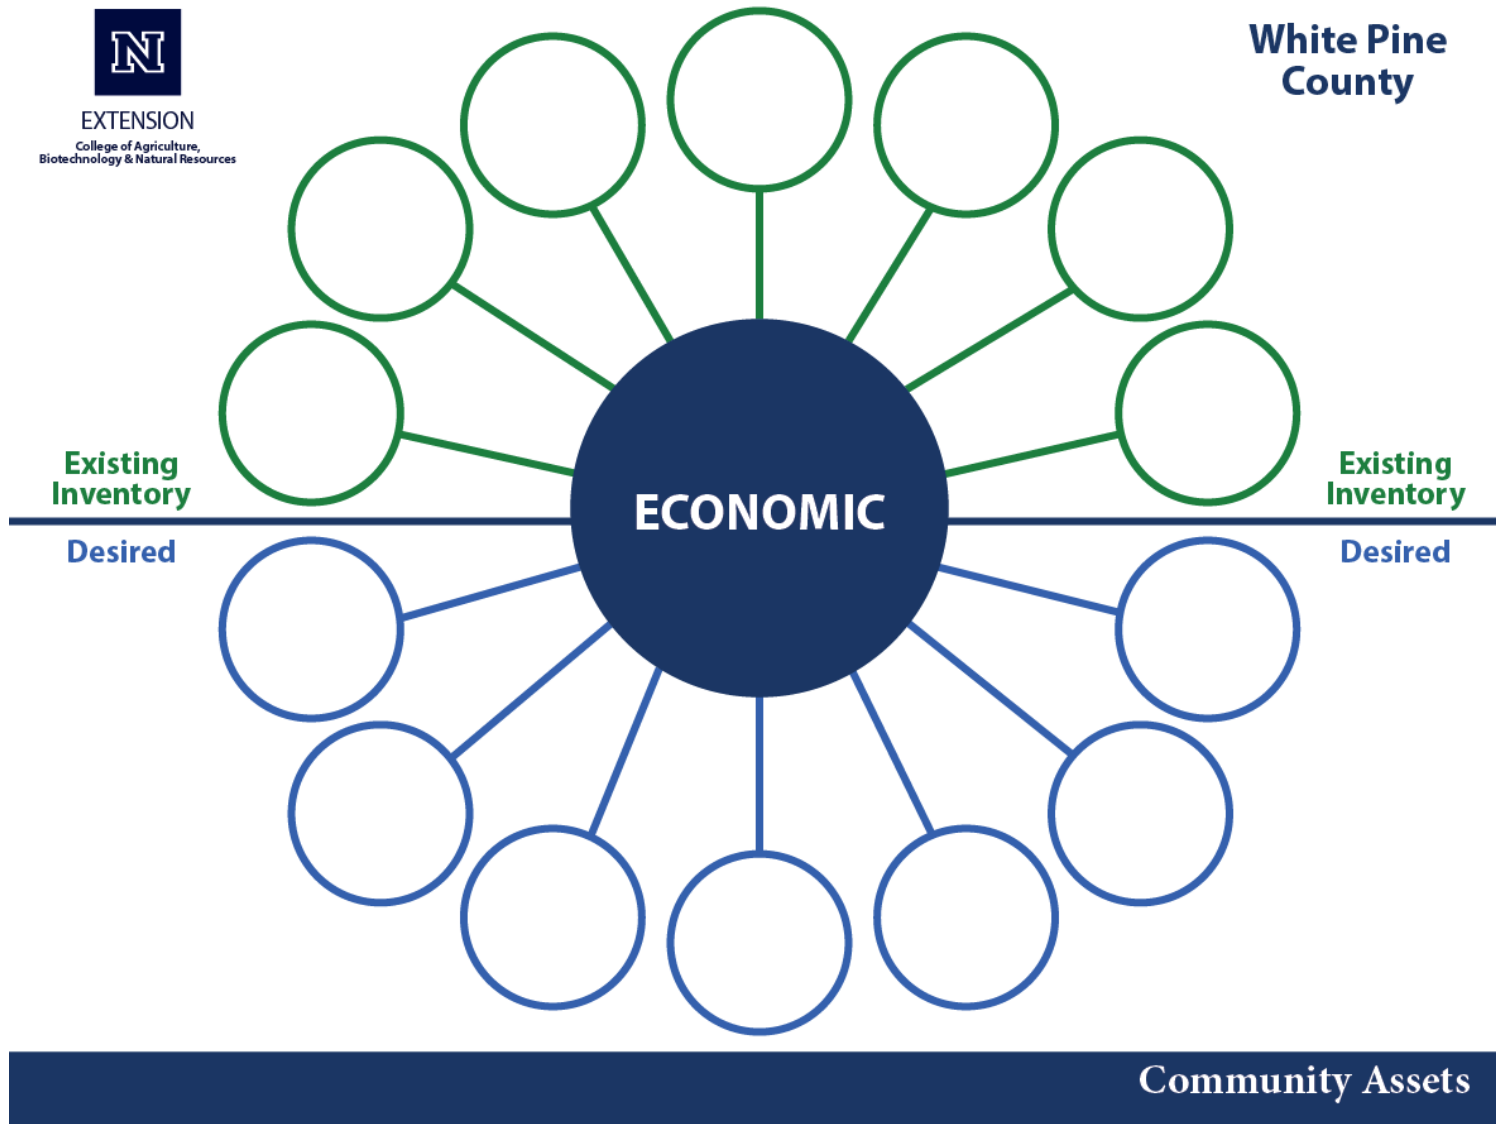 N
EXTENSION
College of Agriculture,
Biotechnology & Natural Resources
White Pine
County
Existing
Inventory
Existing
Inventory
ECONOMIC
Desired
Desired
Community Assets